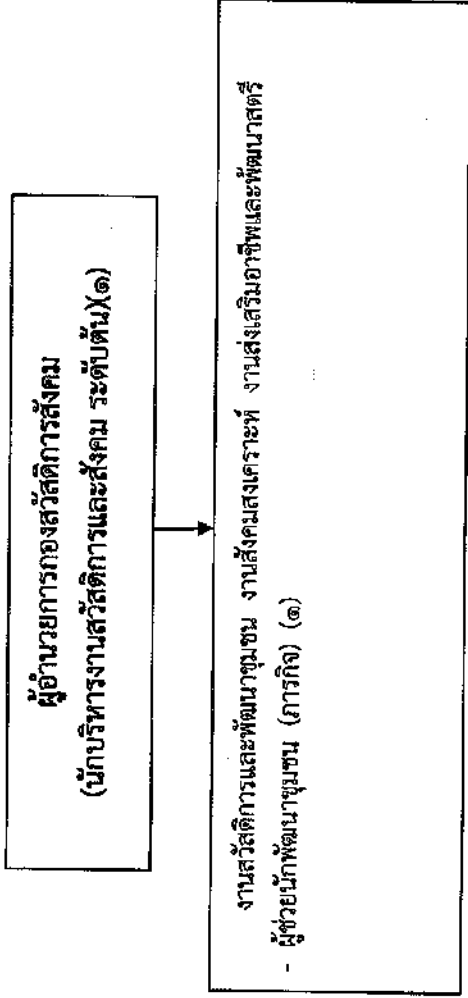 ผู้อำนวยการกองสวัสดิการสังคม
(นักบริหารงานสวัสดิการและสังคม ระดับต้น)(๑)
งานสวัสดิการและพัฒนาชุมชน งานสังคมสงเคราะห์ งานส่งเสริมอาชีพและพัฒนาสตรี
- ผู้ช่วยนักพัฒนาชุมชน (ภารกิจ) (๑)